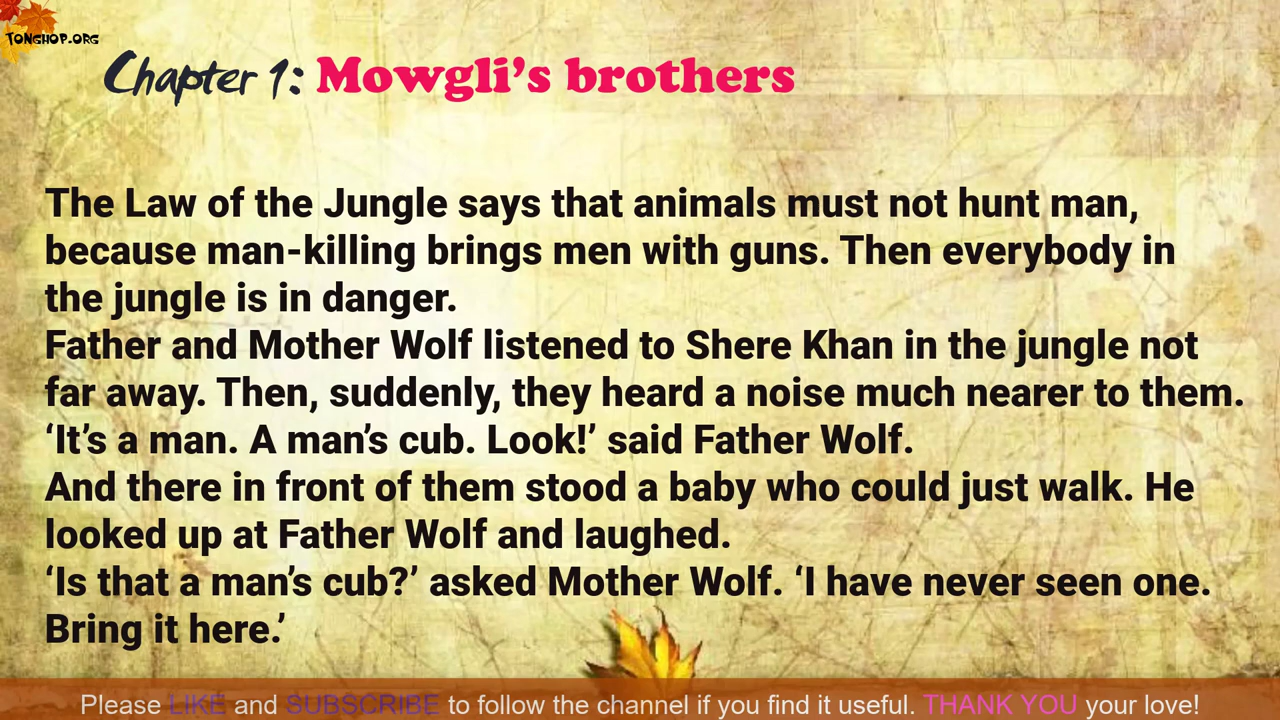 TONGHOP.ORG
Chapter 1: Mowgli’s brothers
The Law of the Jungle says that animals must not hunt man,
because man-killing brings men with guns. Then everybody in
the jungle is in danger.
Father and Mother Wolf listened to Shere Khan in the jungle not
far away. Then, suddenly, they heard a noise much nearer to them.
‘It’s a man. A man’s cub. Look!’ said Father Wolf.
And there in front of them stood a baby who could just walk. He
looked up at Father Wolf and laughed.
‘Is that a man’s cub?’ asked Mother Wolf. ‘I have never seen one.
Bring it here.’
Please LIKE and SUBSCRIBE to follow the channel if you find it useful. THANK YOU your love!